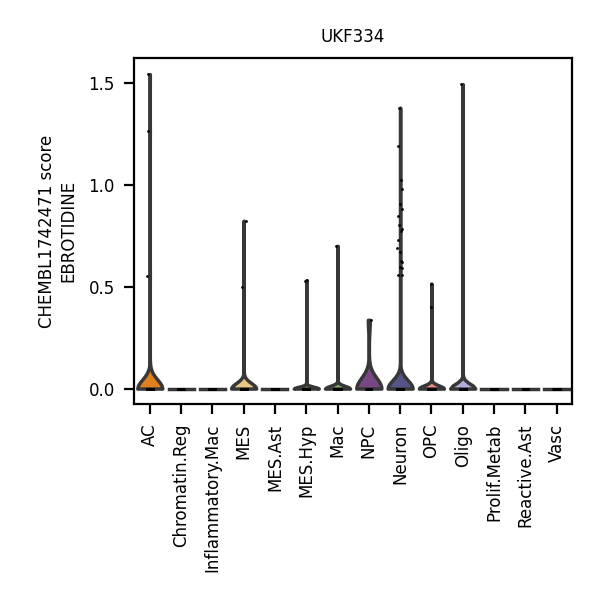 UKF334
CHEMBL1742471 score
EBROTIDINE
1.5
1.0
0.5
0.0
AC
Chromatin.Reg
Inflammatory.Mac
MES
MES.Ast
MES.Hyp
Mac
NPC
Neuron
OPC
Oligo
Prolif.Metab
Reactive.Ast
Vasc